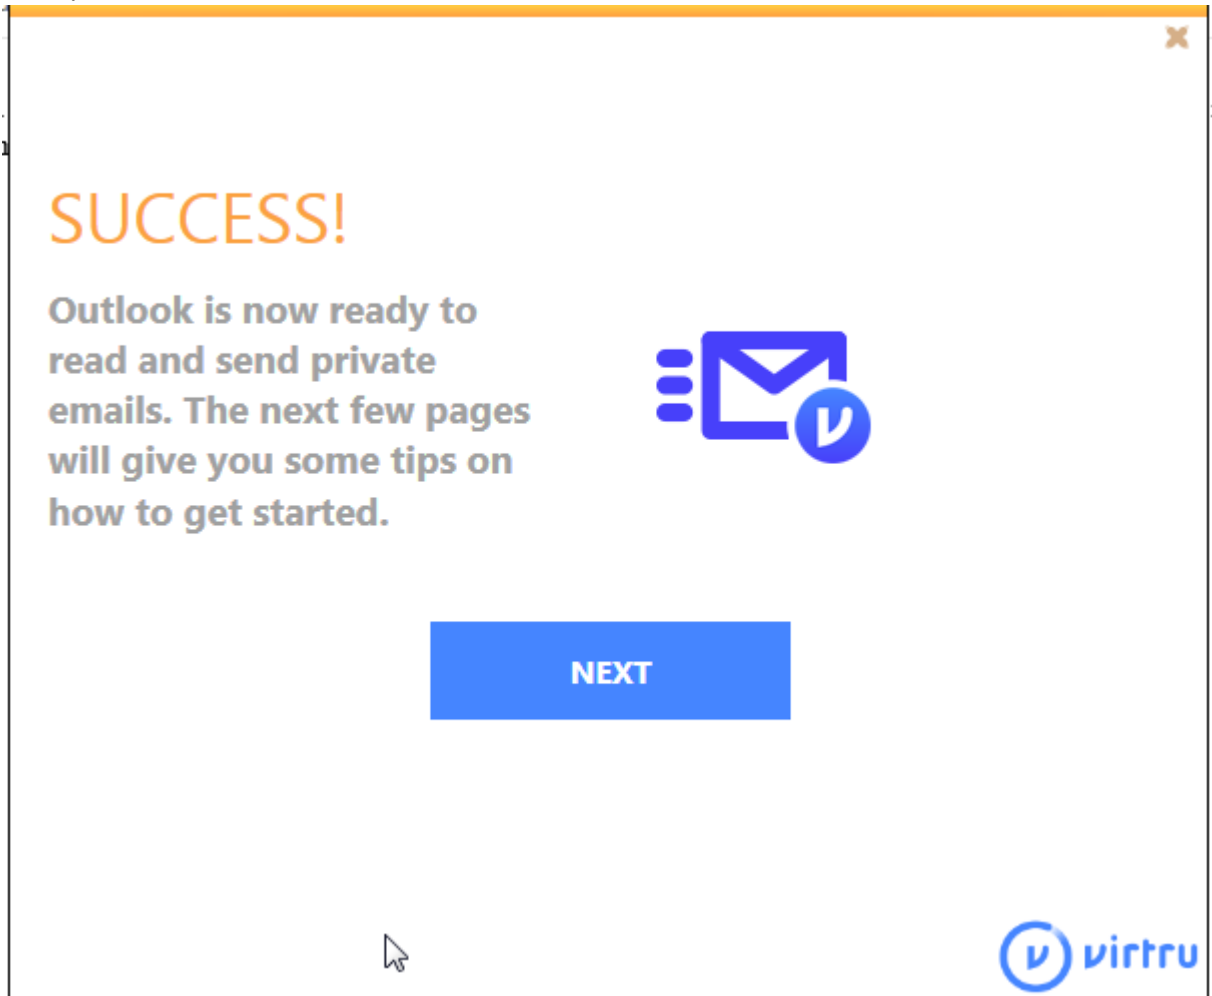 SUCCESS!
Outlook is now ready to
read and send private
emails. The next few pages
will give you some tips on
how to get started.
NEXT
virtru